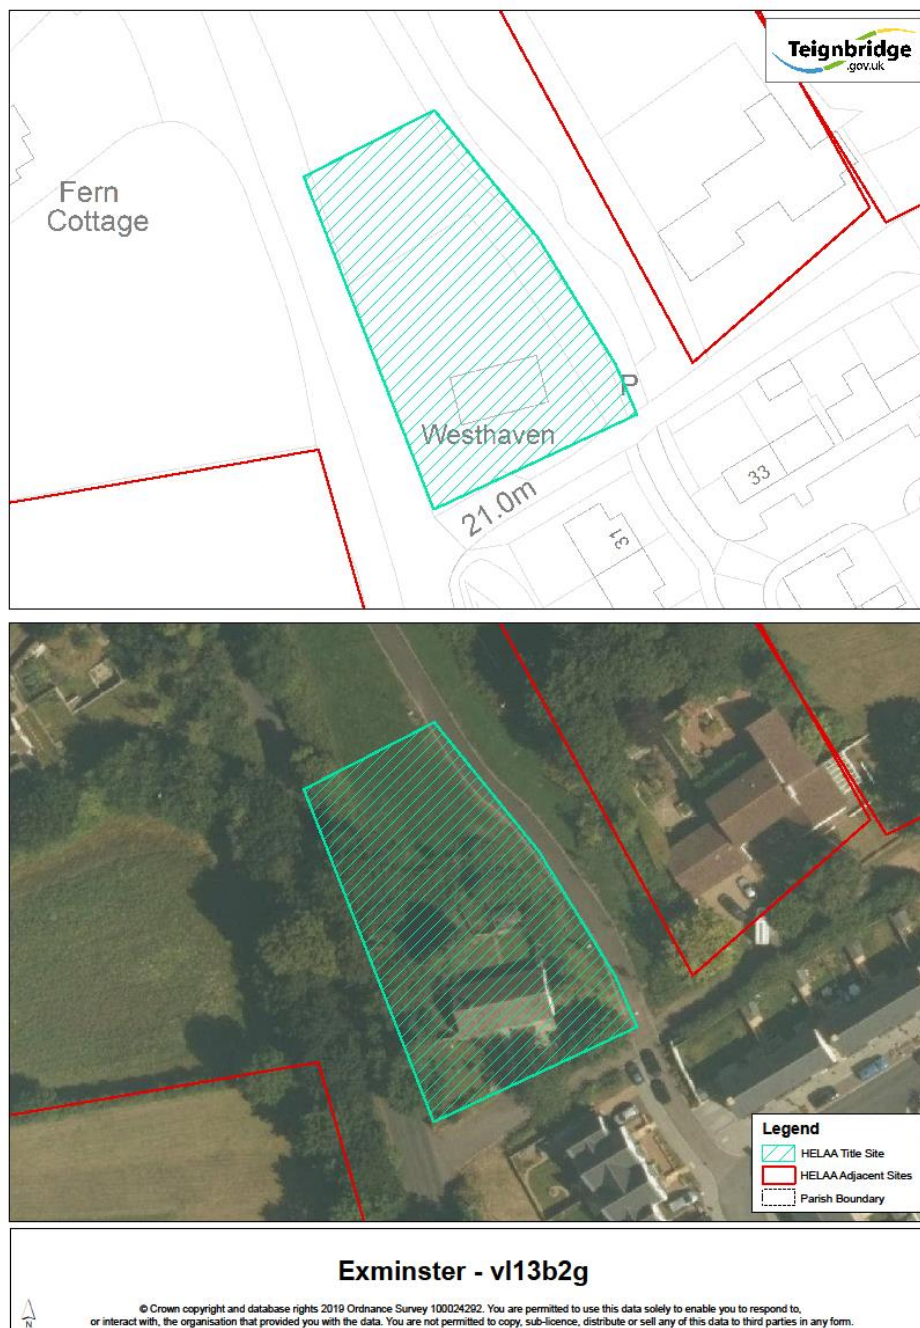 Teignbridge
.gov.uk
Fern
Cottage
P
Westhaven
21.0m
33
31
Legend
HELAA Title Site
HELAA Adjacent Sites
Parish Boundary
Exminster - vl13b2g
N
© Crown copyright and database rights 2019 Ordnance Survey 100024292. You are permitted to use this data solely to enable you to respond to,
or interact with, the organisation that provided you with the data. You are not permitted to copy, sub-licence, distribute or sell any of this data to third parties in any form.